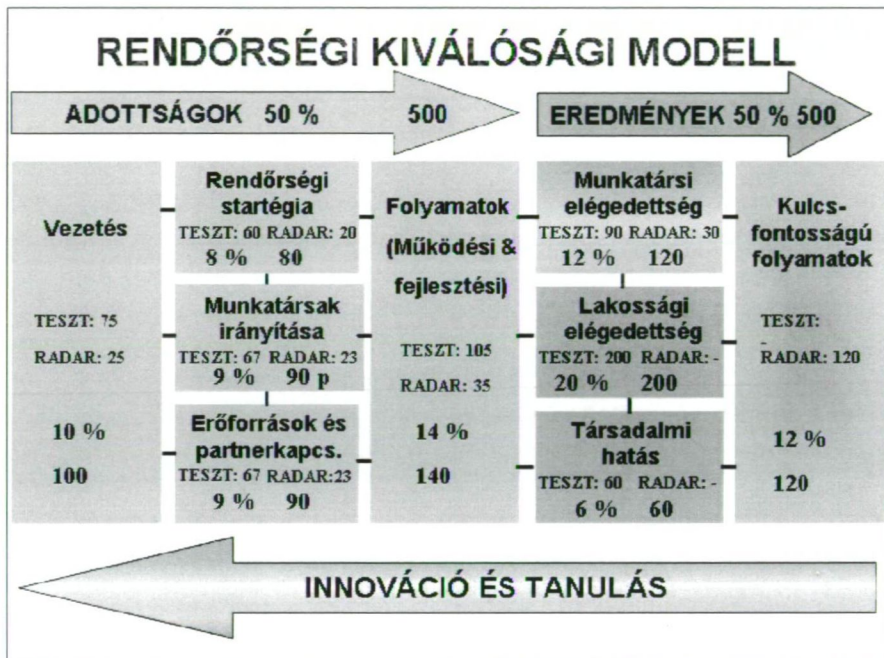 RENDŐRSÉGI KIVÁLÓSÁGI MODELL
ADOTTSÁGOK 50 % 500
EREDMÉNYEK 50 % 500
Vezetés
TESZT: 75
RADAR: 25
10 %
100
Rendőrségi
startégia
TESZT: 60 RADAR: 20
8 % 80
Munkatársak
irányítása
TESZT: 67 RADAR: 23
9 % 90 p
Erőforrások és
partnerkapcs.
TESZT: 67 RADAR:23
9 % 90
Folyamatok
(Működési &
fejlesztési)
TESZT: 105
RADAR: 35
14 %
140
Munkatársi
elégedettség
TESZT: 90 RADAR: 30
12 % 120
Lakossági
elégedettség
TESZT: 200 RADAR: -
20 % 200
Társadalmi
hatás
TESZT: 60 RADAR: -
6 % 60
Kulcs-
fontosságú
folyamatok
TESZT:
-
RADAR: 120
12 %
120
INNOVÁCIÓ ÉS TANULÁS